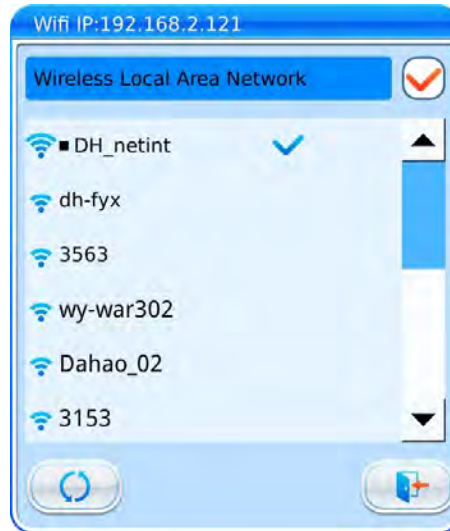 Wifi IP:192.168.2.121
Wireless Local Area Network
DH_netint
dh-fyx
3563
wy-war302
Dahao_02
3153